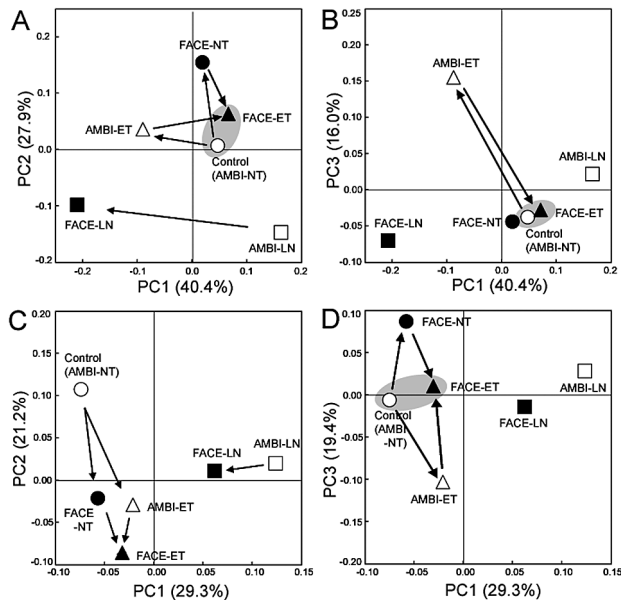 A
PC2 (27.9%)
0.2
0.1
0.0
-0.1
-0.2
-0.2
-0.1
0.0
0.1
0.2
PC1 (40.4%)
FACE-NT
AMBI-ET
FACE-ET
Control
(AMBI-NT)
FACE-LN
AMBI-LN
B
PC3 (16.0%)
0.25
0.20
0.15
0.10
0.05
0.00
-0.05
-0.10
-0.2
-0.1
0.0
0.1
0.2
PC1 (40.4%)
AMBI-ET
AMBI-LN
FACE-NT
FACE-ET
Control
(AMBI-NT)
FACE-LN
C
PC2 (21.2%)
0.20
0.15
0.10
0.05
0.00
-0.05
-0.10
-0.10
-0.05
0.00
0.05
0.10
0.15
PC1 (29.3%)
Control
(AMBI-NT)
FACE-LN
AMBI-LN
FACE
-NT
AMBI-ET
FACE-ET
D
PC3 (19.4%)
0.10
0.05
0.00
-0.05
-0.10
-0.15
-0.20
-0.10
-0.05
0.00
0.05
0.10
0.15
PC1 (29.3%)
FACE-NT
FACE-ET
AMBI-LN
FACE-LN
Control
(AMBI
-NT)
AMBI-ET